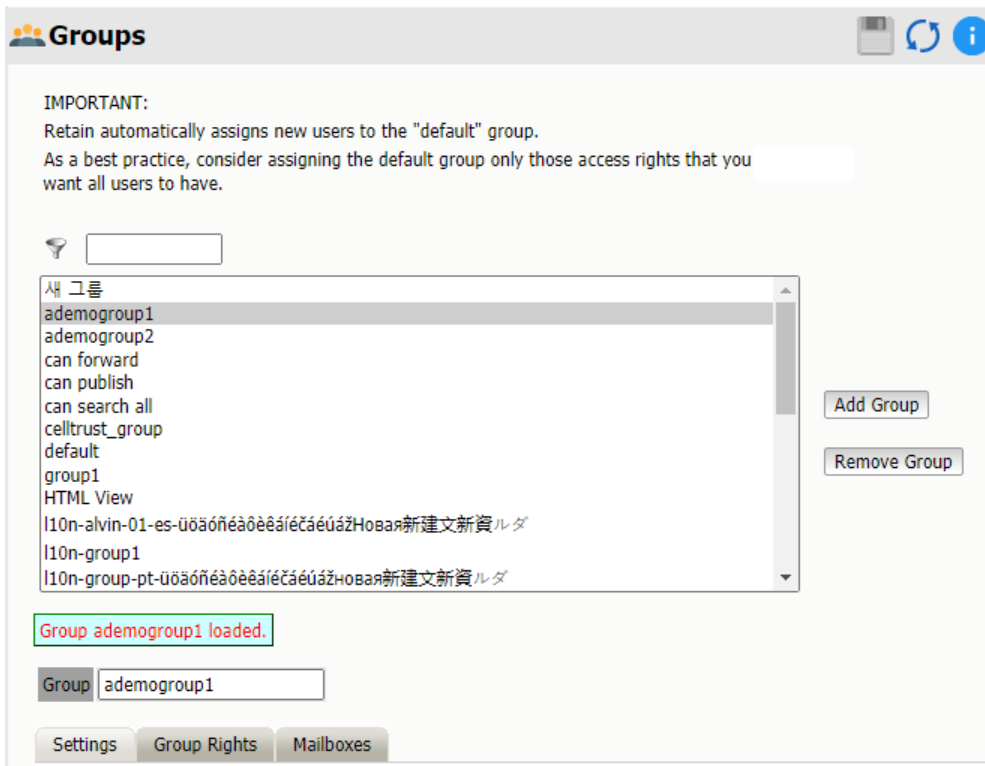 Groups
IMPORTANT:
Retain automatically assigns new users to the "default" group.
As a best practice, consider assigning the default group only those access rights that you
want all users to have.
새 그룹
ademogroup1
ademogroup2
can forward
can publish
can search all
celltrust_group
default
group1
HTML View
l10n-alvin-01-es-üöäóñéàôèêáíéčáéúážНовая新建文新資ルダ
l10n-group1
l10n-group-pt-üöäóñéàôèêáíéčáéúážновая新建文新資ルダ
Add Group
Remove Group
Group ademogroup1 loaded.
Group ademogroup1
Settings Group Rights Mailboxes